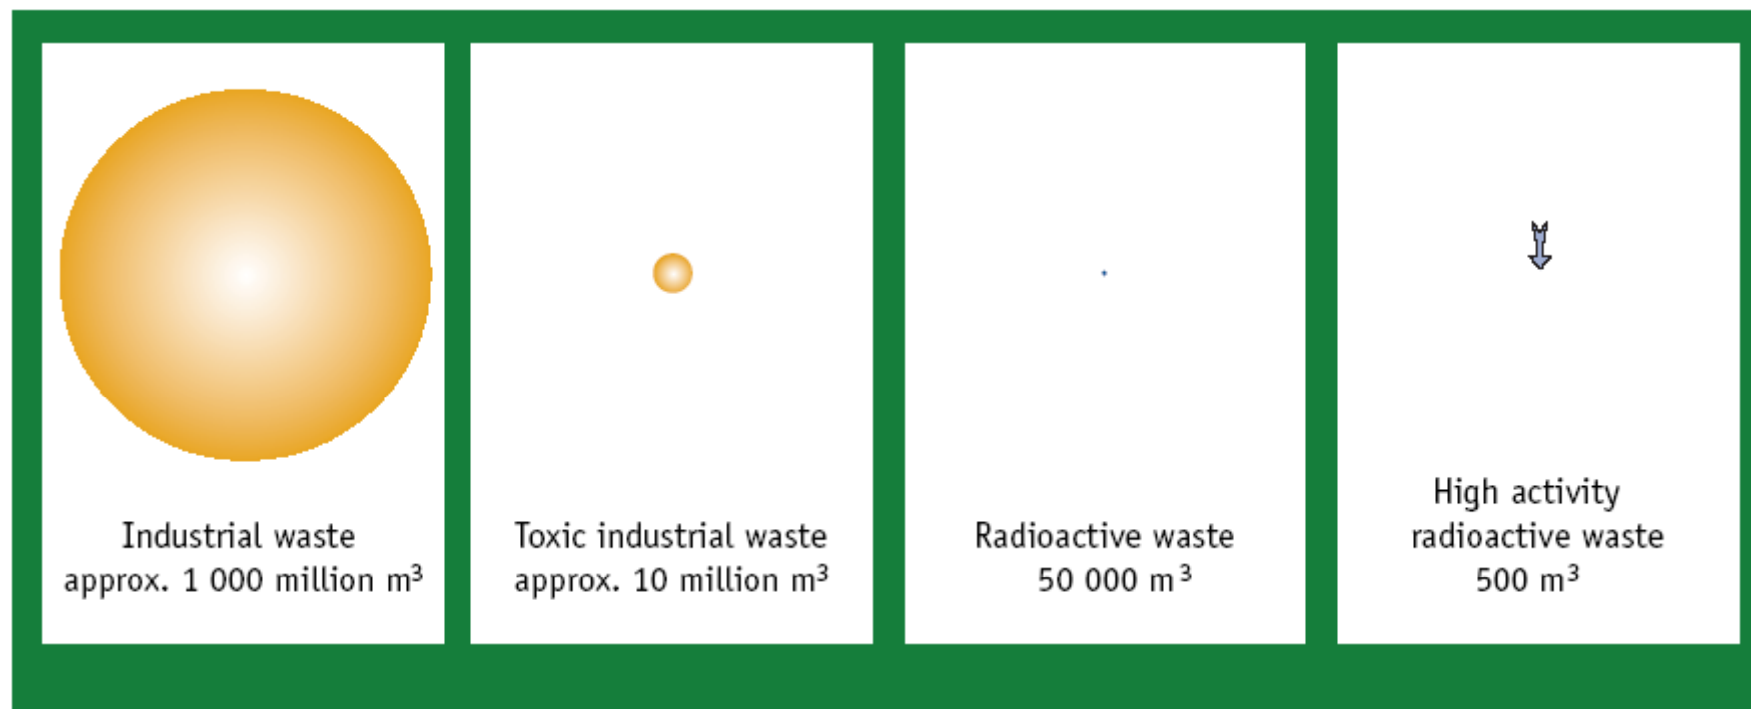 Industrial waste
approx. 1 000 million m³
Toxic industrial waste
approx. 10 million m³
Radioactive waste
50 000 m³
High activity
radioactive waste
500 m³